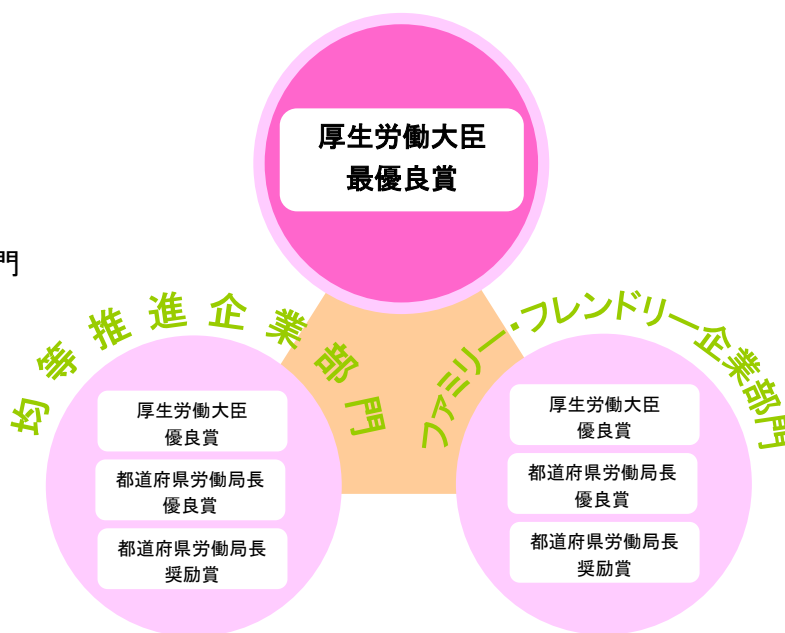 厚生労働大臣
最優良賞
門
均等推進企業部門
厚生労働大臣
優良賞
都道府県労働局長
優良賞
都道府県労働局長
奨励賞
ファミリー・フレンドリー企業部門
厚生労働大臣
優良賞
都道府県労働局長
優良賞
都道府県労働局長
奨励賞